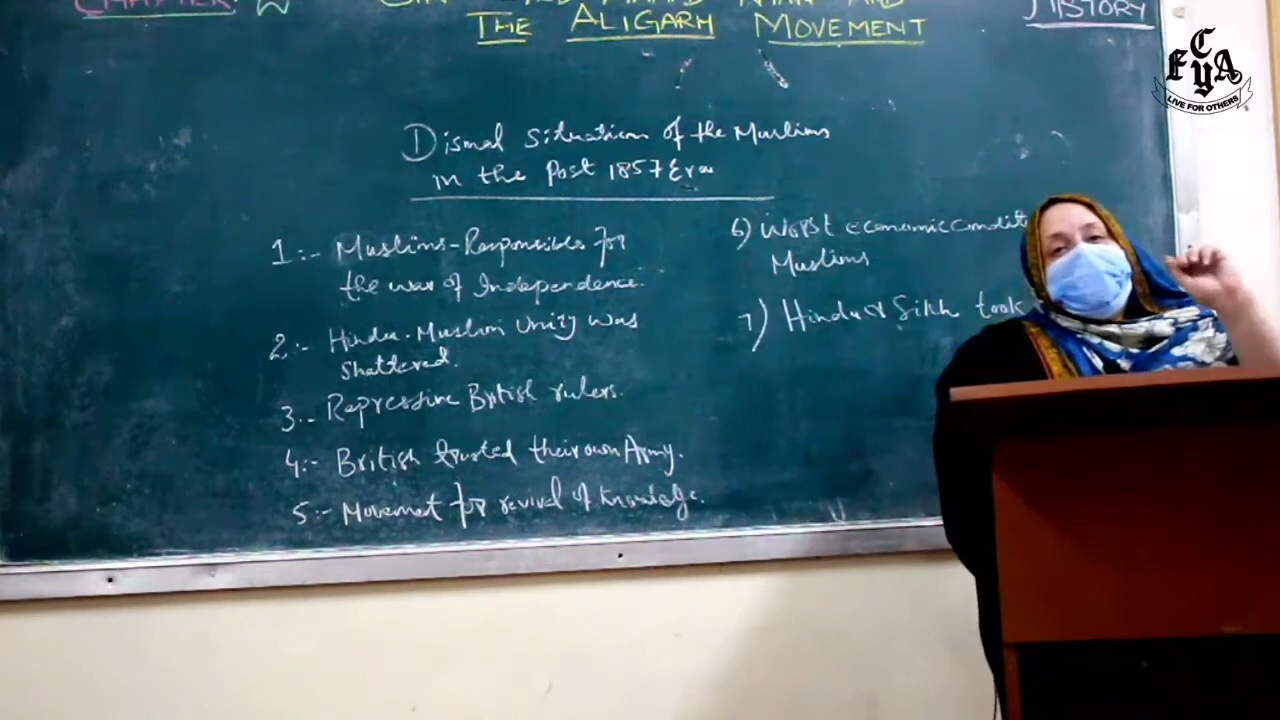 CHAPTER:
THE ALIGARH MOVEMENT
HISTORY
Dismal Situation of the Muslims
in the Post 1857 Era
1:- Muslims-Responsible for
the war of Independence.
2:- Hindu-Muslim Unity was
Shattered.
3:- Repressive British rulers.
4:- British trusted their own Army.
5:- Movement for revival of knowledge.
6) Worst economic condit
Muslims
7) Hindu & Sikh took
C
F Y A
LIVE FOR OTHERS